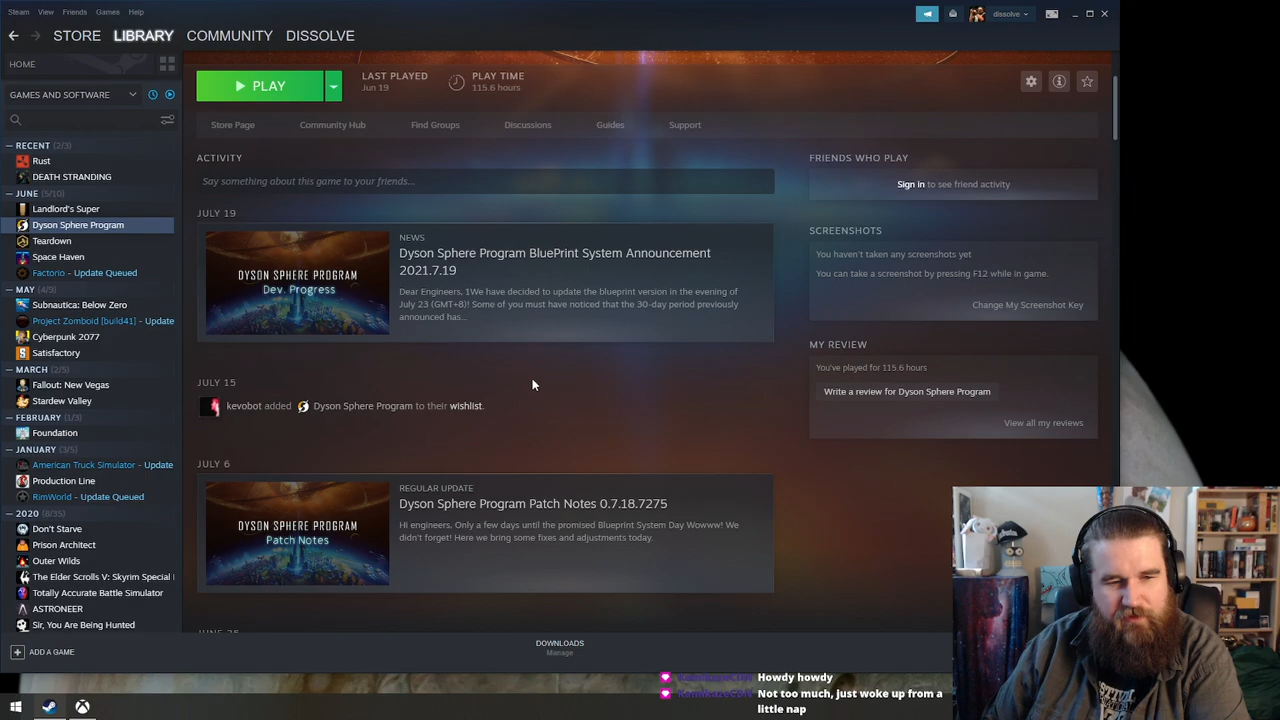 Steam View Friends Games Help
dissolve
STORE LIBRARY COMMUNITY DISSOLVE
HOME
GAMES AND SOFTWARE
RECENT (2/3)
Rust
DEATH STRANDING
JUNE (5/10)
Landlord's Super
Dyson Sphere Program
Teardown
Space Haven
Factorio - Update Queued
MAY (4/9)
Subnautica: Below Zero
Project Zomboid [build41] - Update
Cyberpunk 2077
Satisfactory
MARCH (2/5)
Fallout: New Vegas
Stardew Valley
FEBRUARY (1/3)
Foundation
JANUARY (3/5)
American Truck Simulator - Update
Production Line
RimWorld - Update Queued
2020 (8/35)
Don't Starve
Prison Architect
Outer Wilds
The Elder Scrolls V: Skyrim Special
Totally Accurate Battle Simulator
ASTRONEER
Sir, You Are Being Hunted
ADD A GAME
PLAY
LAST PLAYED
Jun 19
PLAY TIME
115.6 hours
Store Page Community Hub Find Groups Discussions Guides Support
ACTIVITY
Say something about this game to your friends...
JULY 19
DYSON SPHERE PROGRAM
Dev. Progress
NEWS
Dyson Sphere Program BluePrint System Announcement
2021.7.19
Dear Engineers, 1We have decided to update the blueprint version in the evening of
July 23 (GMT+8)! Some of you must have noticed that the 30-day period previously
announced has...
JULY 15
kevobot added Dyson Sphere Program to their wishlist.
JULY 6
DYSON SPHERE PROGRAM
Patch Notes
REGULAR UPDATE
Dyson Sphere Program Patch Notes 0.7.18.7275
Hi engineers, Only a few days until the promised Blueprint System Day Wowww! We
didn't forget! Here we bring some fixes and adjustments today.
FRIENDS WHO PLAY
Sign in to see friend activity
SCREENSHOTS
You haven't taken any screenshots yet
You can take a screenshot by pressing F12 while in game.
Change My Screenshot Key
MY REVIEW
You've played for 115.6 hours
Write a review for Dyson Sphere Program
View all my reviews
DOWNLOADS
Manage
Howdy howdy
Not too much, just woke up from a
little nap